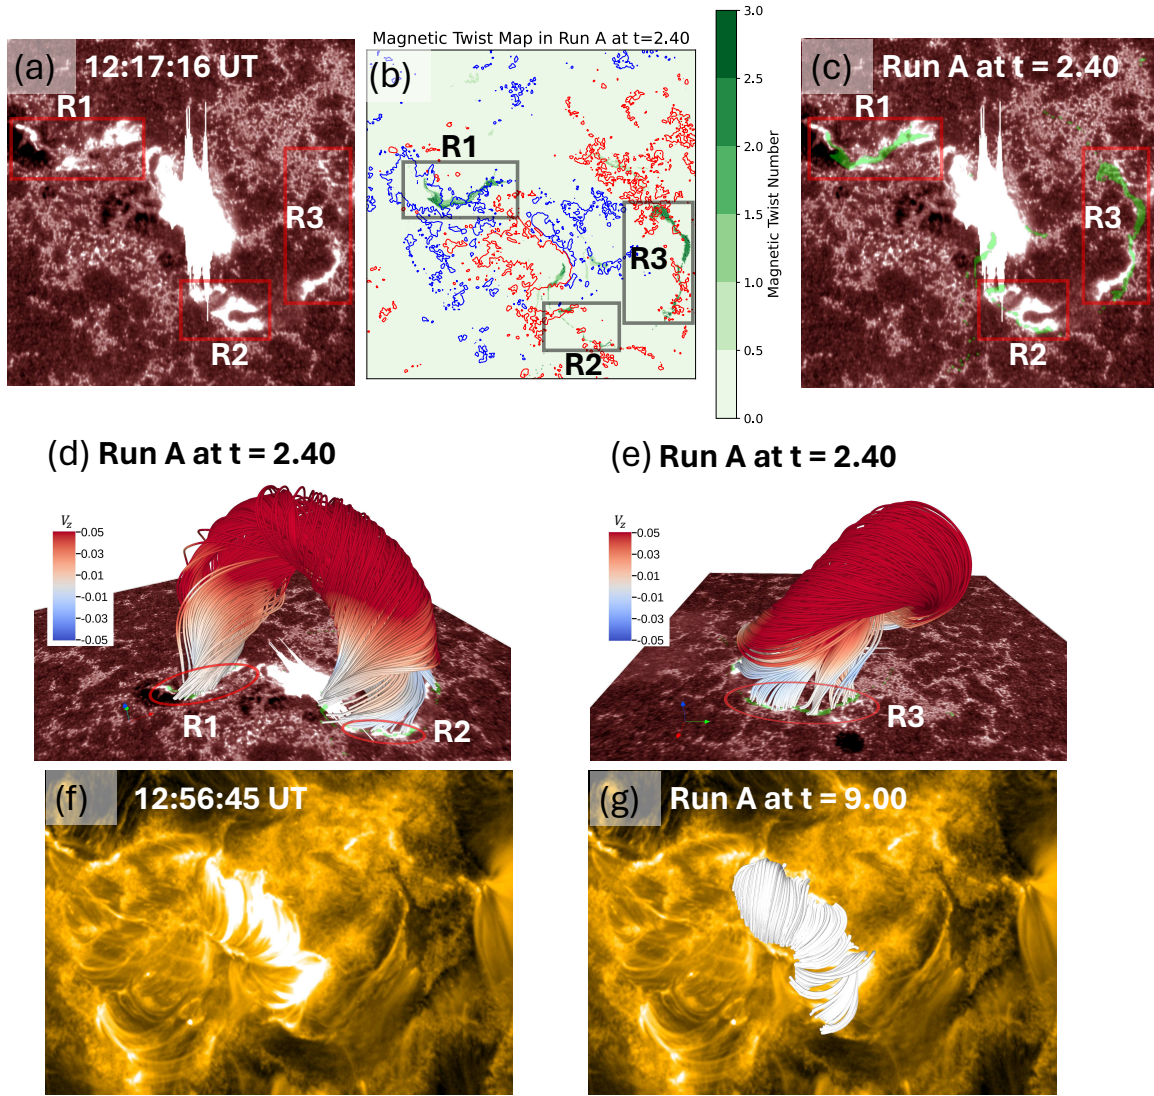 (a) 12:17:16 UT
R1
R3
R2
Magnetic Twist Map in Run A at t=2.40
(b)
R1
R3
R2
3.0
2.5
2.0
1.5
1.0
0.5
0.0
Magnetic Twist Number
(c) Run A at t = 2.40
R1
R3
R2
(d) Run A at t = 2.40
Vz
0.05
0.03
0.01
-0.01
-0.03
-0.05
R1
R2
(e) Run A at t = 2.40
Vz
0.05
0.03
0.01
-0.01
-0.03
-0.05
R3
(f) 12:56:45 UT
(g) Run A at t = 9.00